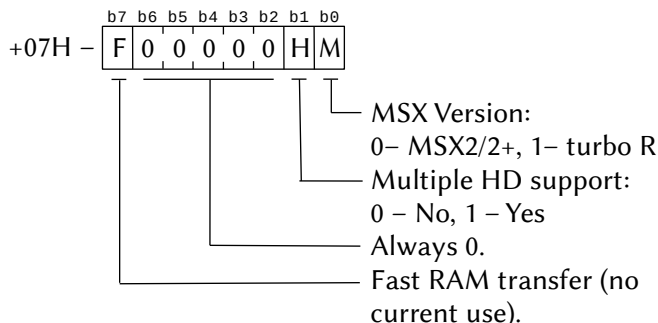 b7 b6 b5 b4 b3 b2 b1 b0
+07H – F 0 0 0 0 0 H M
MSX Version:
0– MSX2/2+, 1– turbo R
Multiple HD support:
0 – No, 1 – Yes
Always 0.
Fast RAM transfer (no
current use).